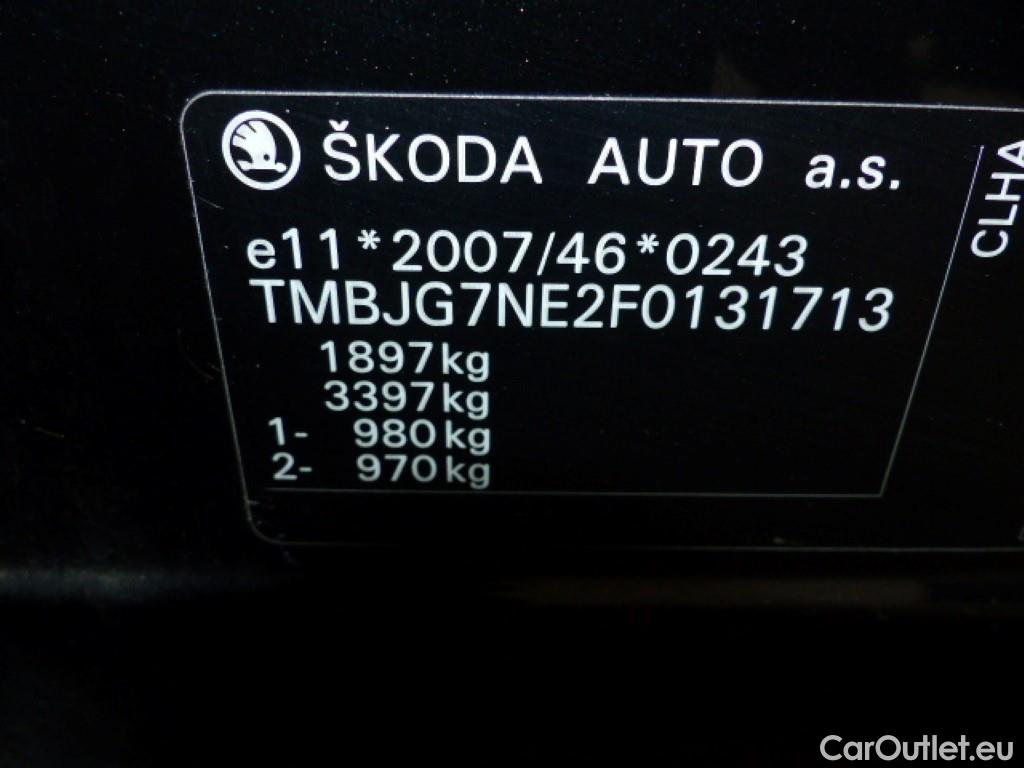 ŠKODA AUTO a.s.
e11*2007/46*0243
TMBJG7NE2F0131713
1897kg
3397kg
1- 980kg
2- 970kg
CLHA
CarOutlet.eu